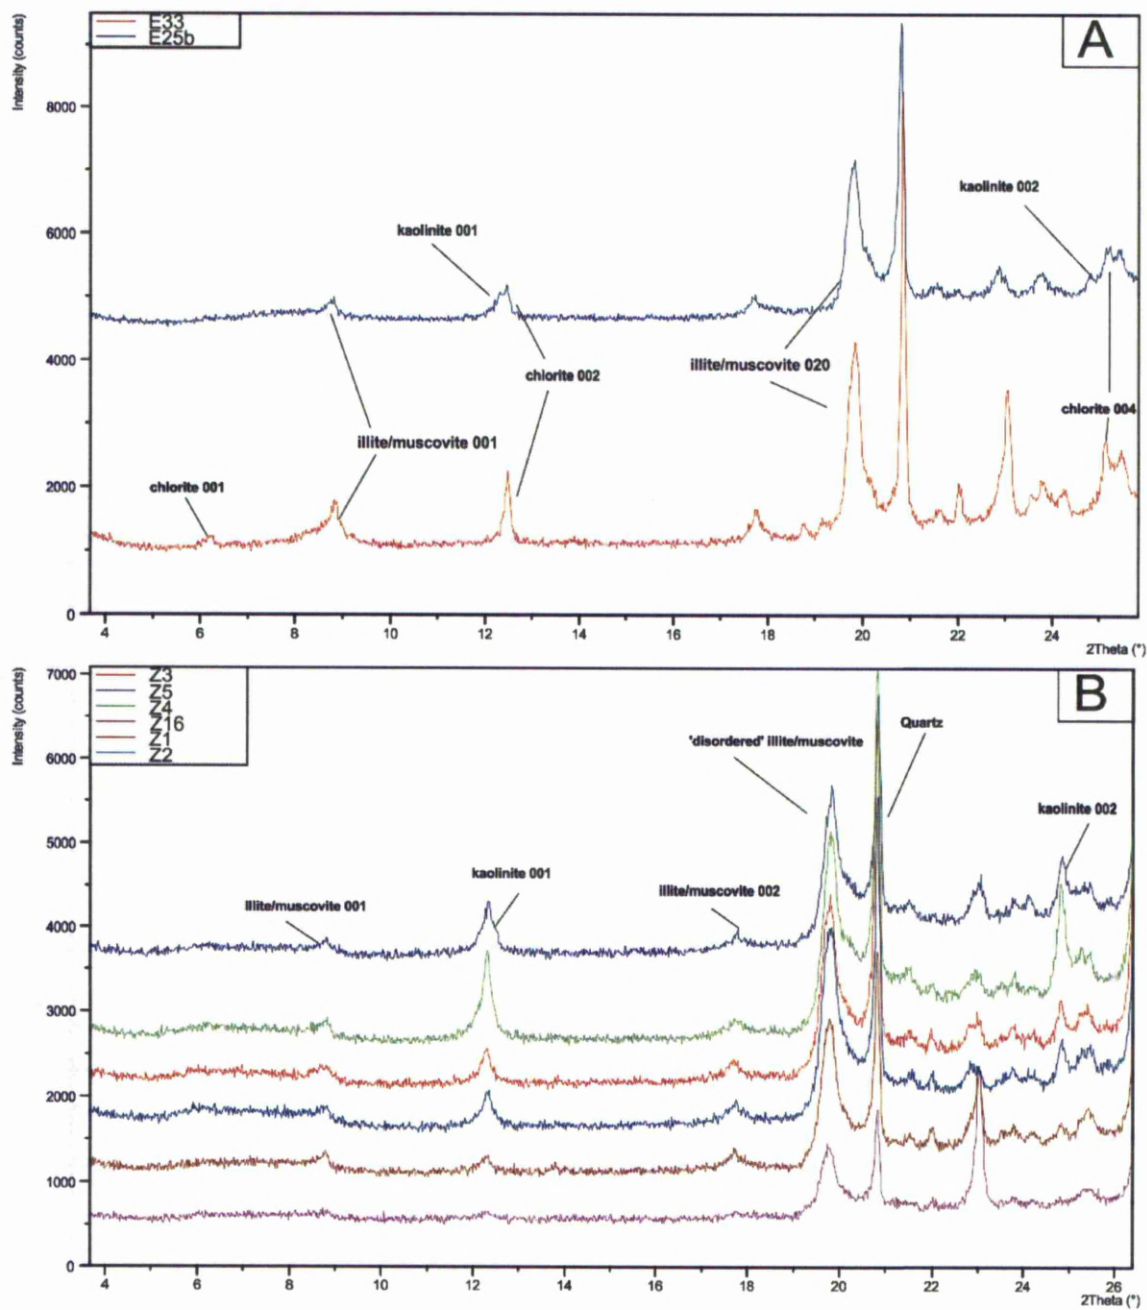 E33
E25b
A
Intensity (counts)
8000
6000
4000
2000
0
kaolinite 001
kaolinite 002
chlorite 002
illite/muscovite 020
chlorite 004
illite/muscovite 001
chlorite 001
4 6 8 10 12 14 16 18 20 22 24
2Theta (°)
Z3
Z5
Z4
Z16
Z1
Z2
B
Intensity (counts)
7000
6000
5000
4000
3000
2000
1000
0
Quartz
'disordered' illite/muscovite
kaolinite 002
kaolinite 001
illite/muscovite 002
illite/muscovite 001
4 6 8 10 12 14 16 18 20 22 24 26
2Theta (°)